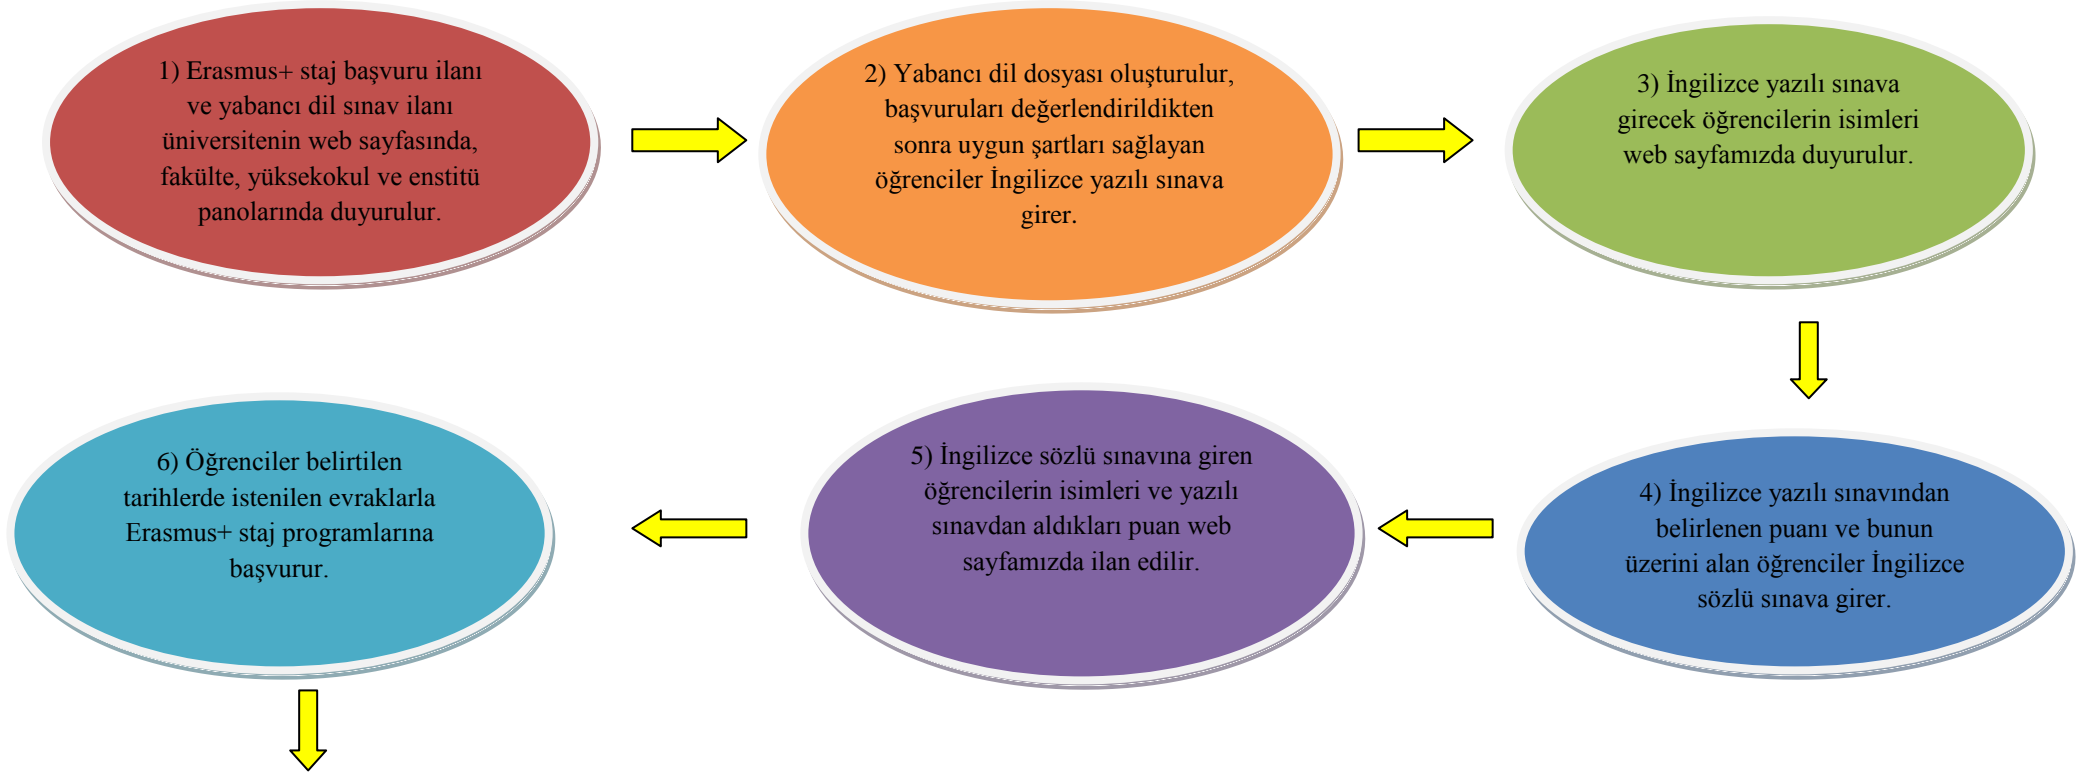 1) Erasmus+ staj başvuru ilanı
ve yabancı dil sınav ilanı
üniversitenin web sayfasında,
fakülte, yüksekokul ve enstitü
panolarında duyurulur.
2) Yabancı dil dosyası oluşturulur,
başvuruları değerlendirildikten
sonra uygun şartları sağlayan
öğrenciler İngilizce yazılı sınava
girer.
3) İngilizce yazılı sınava
girecek öğrencilerin isimleri
web sayfamızda duyurulur.
4) İngilizce yazılı sınavından
belirlenen puanı ve bunun
üzerini alan öğrenciler İngilizce
sözlü sınava girer.
5) İngilizce sözlü sınavına giren
öğrencilerin isimleri ve yazılı
sınavdan aldıkları puan web
sayfamızda ilan edilir.
6) Öğrenciler belirtilen
tarihlerde istenilen evraklarla
Erasmus+ staj programlarına
başvurur.